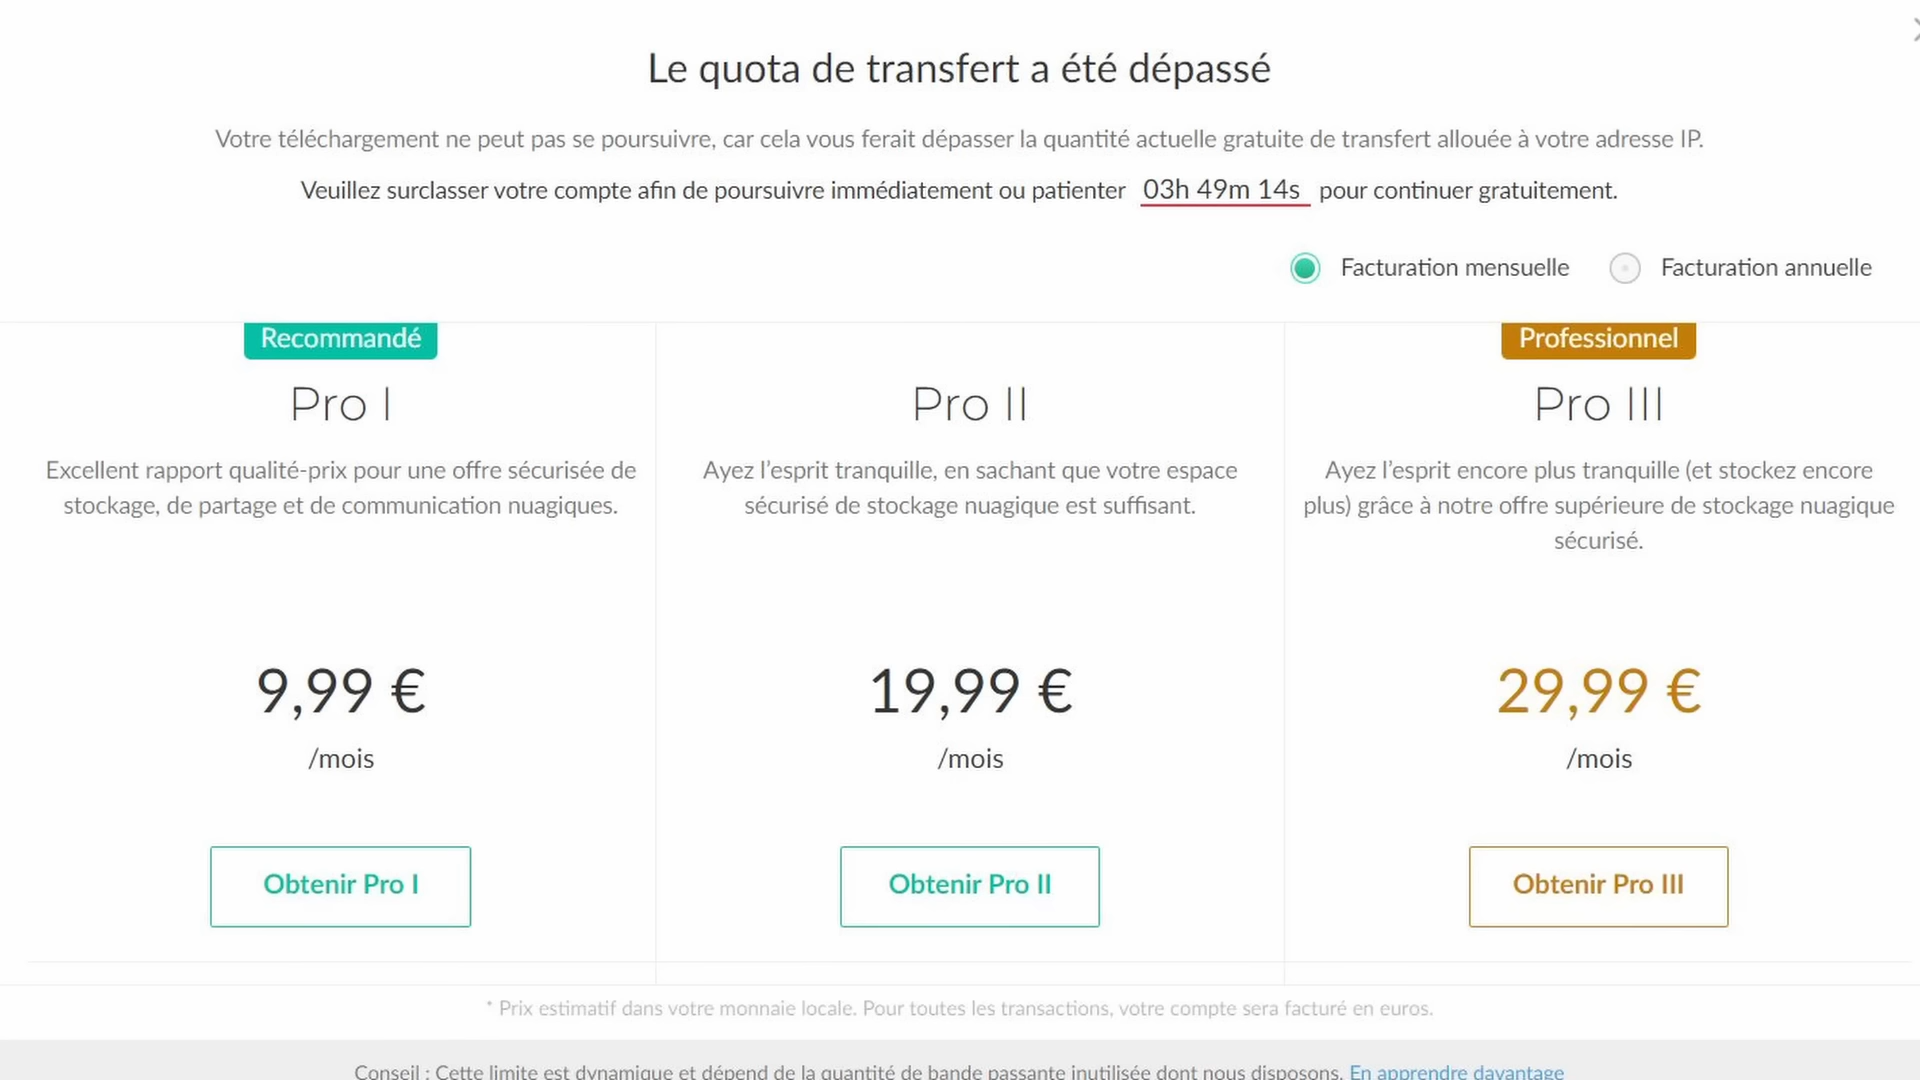 Le quota de transfert a été dépassé
Votre téléchargement ne peut pas se poursuivre, car cela vous ferait dépasser la quantité actuelle gratuite de transfert allouée à votre adresse IP.
Veuillez surclasser votre compte afin de poursuivre immédiatement ou patienter 03h 49m 14s pour continuer gratuitement.
Facturation mensuelle Facturation annuelle
Recommandé
Pro I
Excellent rapport qualité-prix pour une offre sécurisée de
stockage, de partage et de communication nuagiques.
9,99 €
/mois
Obtenir Pro I
Pro II
Ayez l’esprit tranquille, en sachant que votre espace
sécurisé de stockage nuagique est suffisant.
19,99 €
/mois
Obtenir Pro II
Professionnel
Pro III
Ayez l’esprit encore plus tranquille (et stockez encore
plus) grâce à notre offre supérieure de stockage nuagique
sécurisé.
29,99 €
/mois
Obtenir Pro III
* Prix estimatif dans votre monnaie locale. Pour toutes les transactions, votre compte sera facturé en euros.
Conseil : Cette limite est dynamique et dépend de la quantité de bande passante inutilisée dont nous disposons. En apprendre davantage